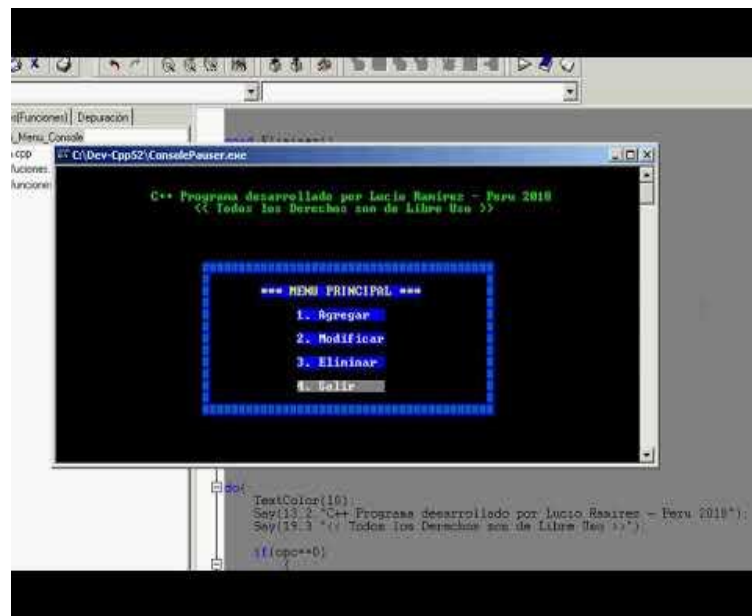 (Funciones) Depuración
_Menu_Console
.cpp
C:\Dev-Cpp52\ConsolePauser.exe
C++ Programa desarrollado por Lucio Ramirez - Peru 2018
<< Todos los Derechos son de Libre Uso >>
*** MENU PRINCIPAL ***
1. Agregar
2. Modificar
3. Eliminar
4. Salir
do{
TextColor(10);
Say(13,2,"C++ Programa desarrollado por Lucio Ramirez - Peru 2018");
Say(19,3,"<< Todos los Derechos son de Libre Uso >>");
if(opc==0)
{